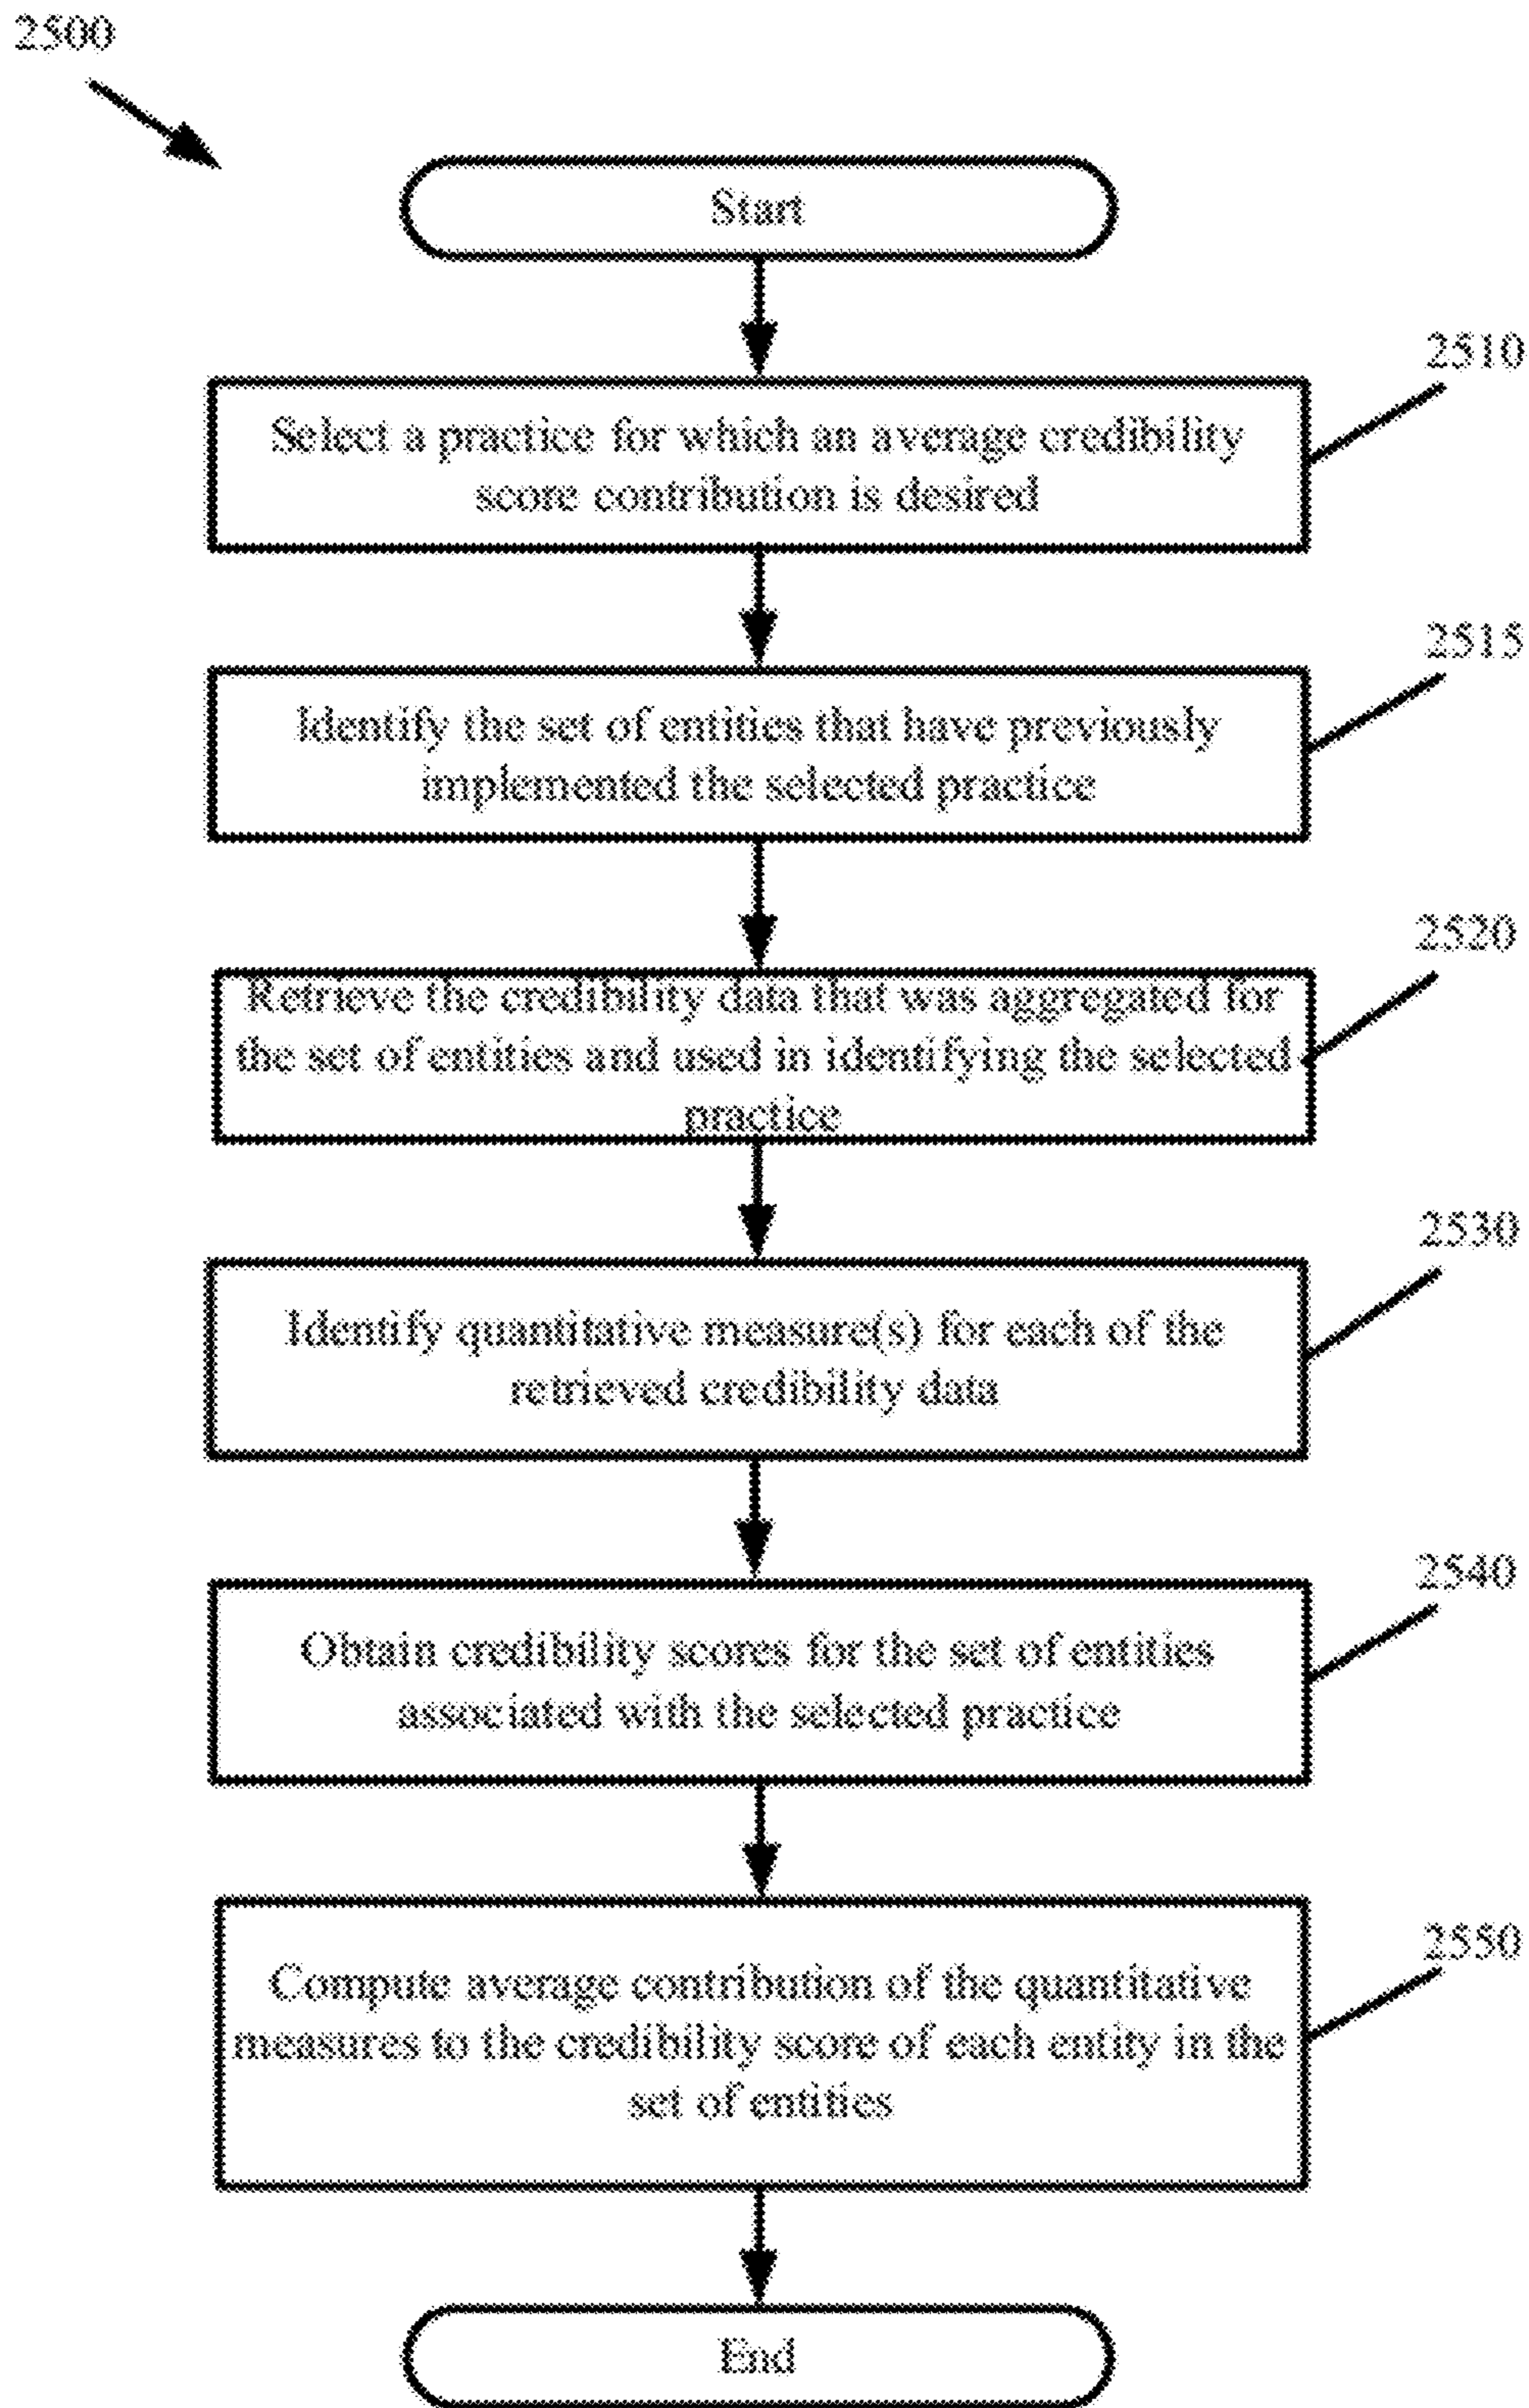 2500
Start
2510
Select a practice for which an average credibility
score contribution is desired
2515
Identify the set of entities that have previously
implemented the selected practice
2520
Retrieve the credibility data that was aggregated for
the set of entities and used in identifying the selected
practice
2530
Identify quantitative measure(s) for each of the
retrieved credibility data
2540
Obtain credibility scores for the set of entities
associated with the selected practice
2550
Compute average contribution of the quantitative
measures to the credibility score of each entity in the
set of entities
End